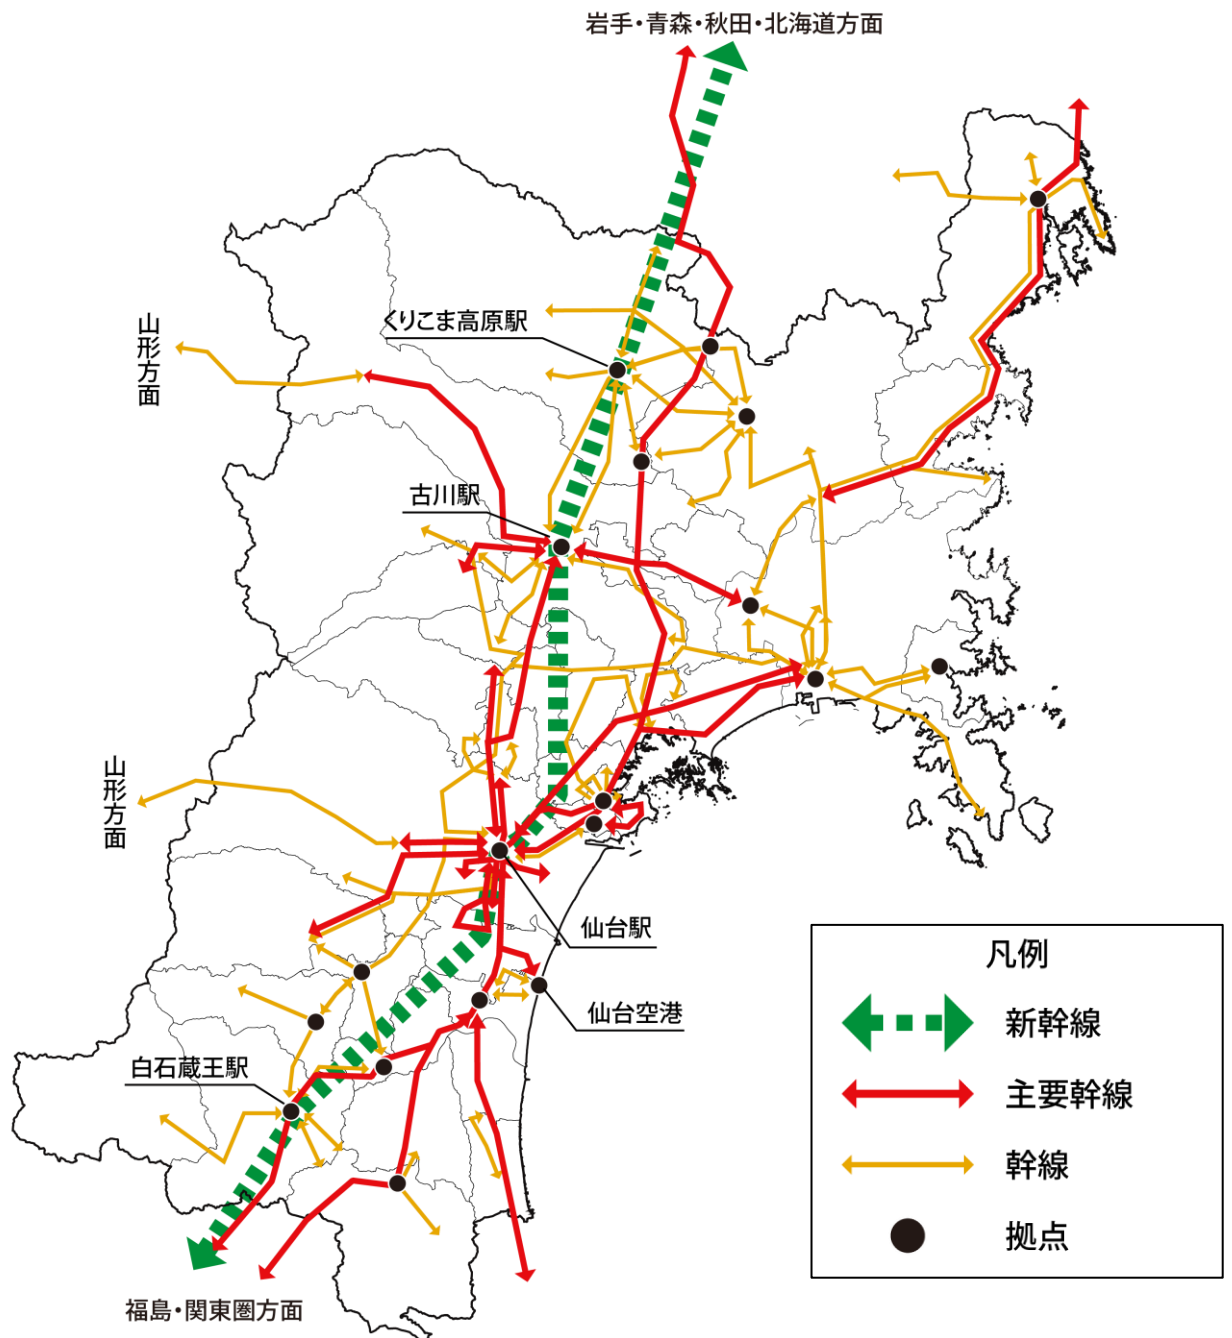 岩手・青森・秋田・北海道方面
くりこま高原駅
山形方面
古川駅
山形方面
仙台駅
仙台空港
白石蔵王駅
福島・関東圏方面
凡例
新幹線
主要幹線
幹線
拠点